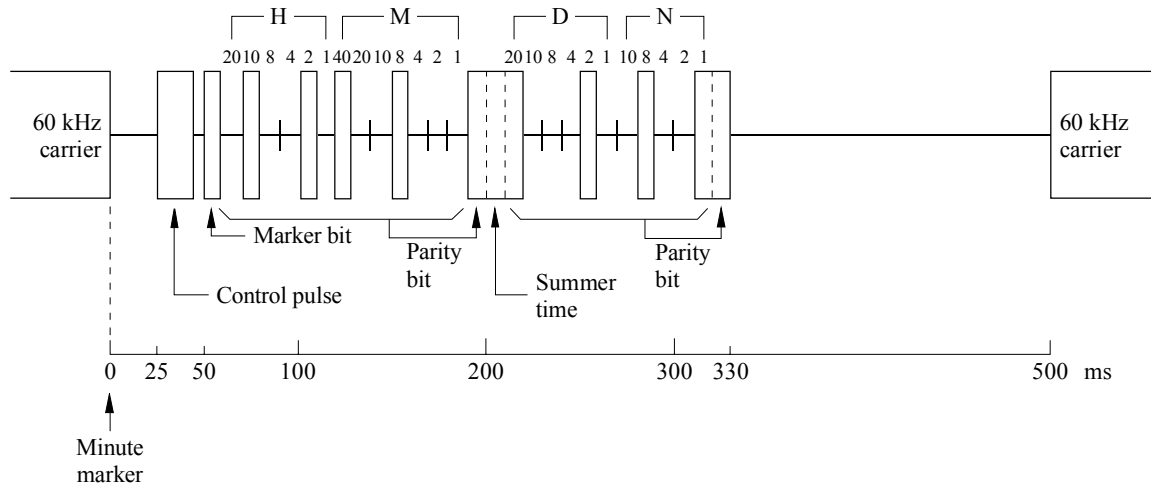 H M D N
20 10 8 4 2 1 40 20 10 8 4 2 1 20 10 8 4 2 1 10 8 4 2 1
60 kHz
carrier
60 kHz
carrier
Marker bit
Parity
bit
Parity
bit
Control pulse
Summer
time
0 25 50 100 200 300 330 500 ms
Minute
marker